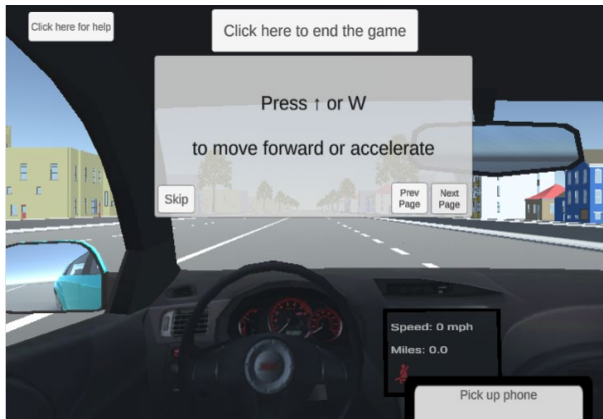 Click here for help
Click here to end the game
Press ↑ or W
to move forward or accelerate
Skip
Prev
Page
Next
Page
Speed: 0 mph
Miles: 0.0
Pick up phone